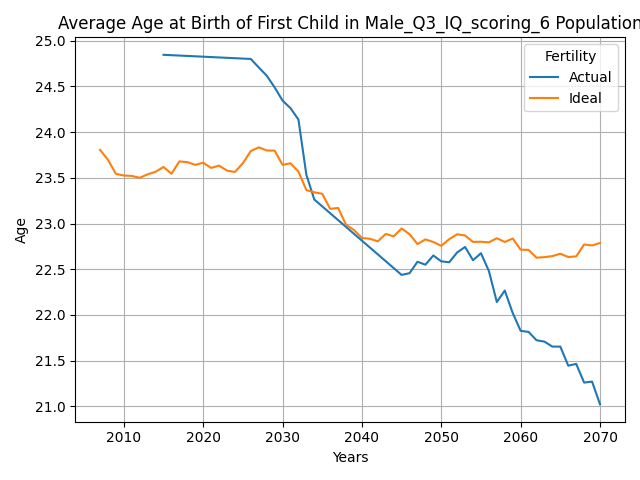 Average Age at Birth of First Child in Male_Q3_IQ_scoring_6 Population
25.0
24.5
24.0
23.5
23.0
22.5
22.0
21.5
21.0
Age
Fertility
Actual
Ideal
2010 2020 2030 2040 2050 2060 2070
Years